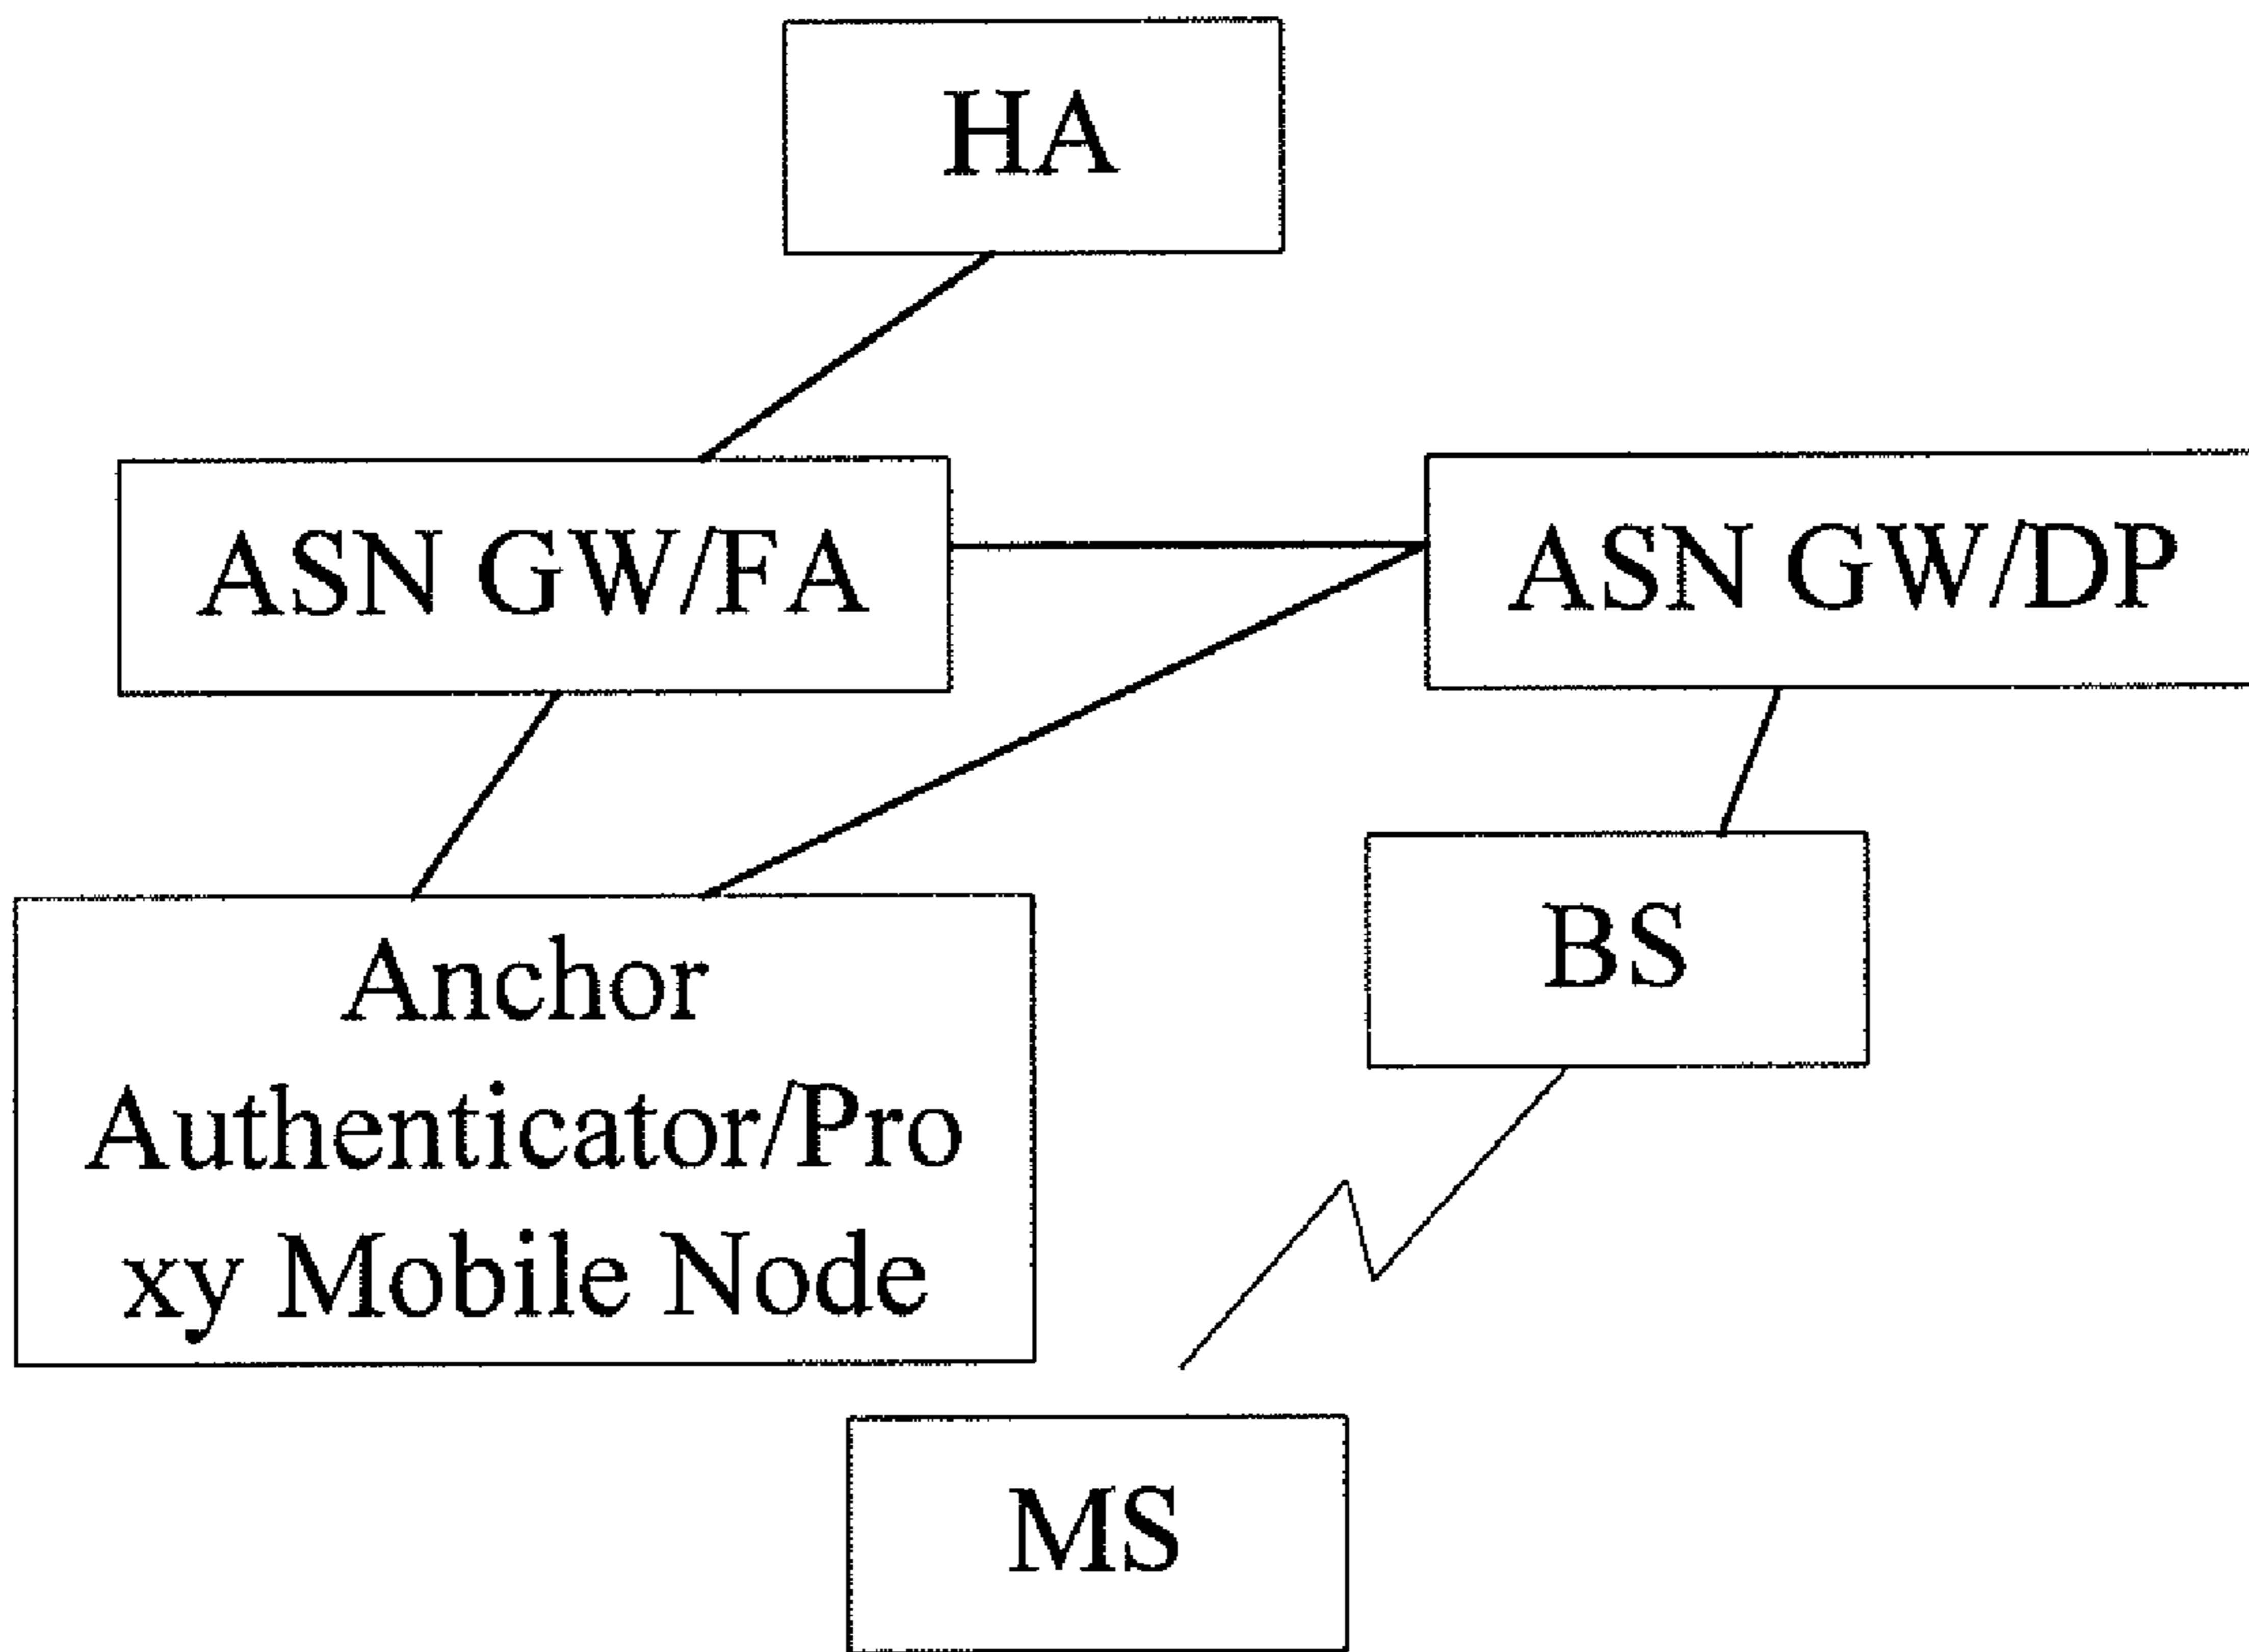 HA
ASN GW/FA
ASN GW/DP
Anchor
Authenticator/Pro
xy Mobile Node
BS
MS